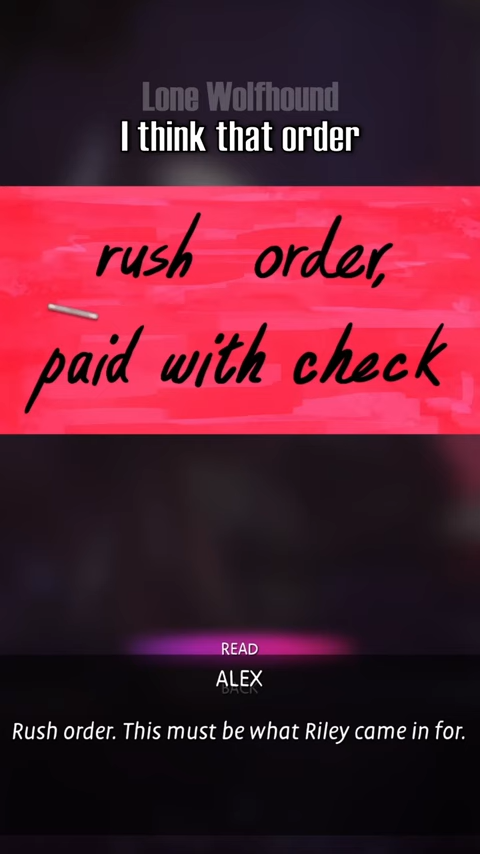 Lone Wolfhound
I think that order
rush order,
paid with check
READ
ALEX
BACK
Rush order. This must be what Riley came in for.